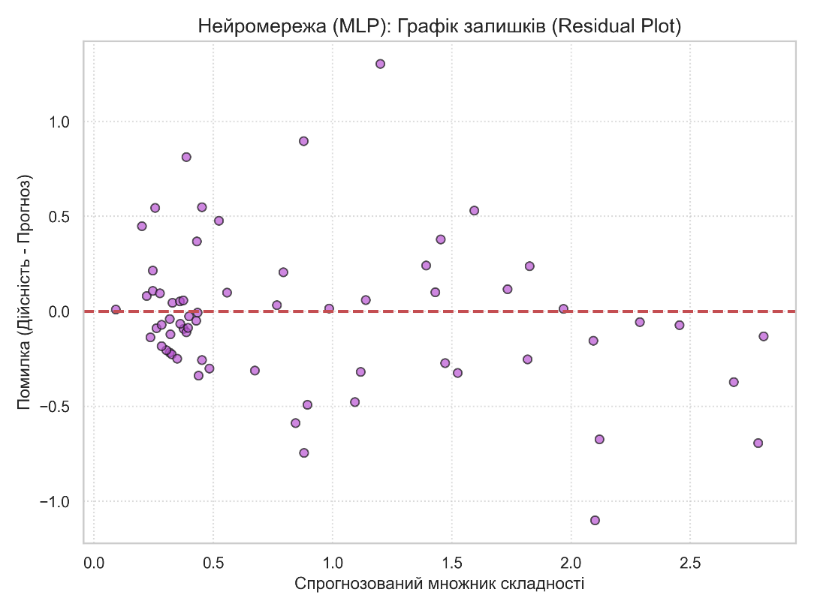 Нейромережа (MLP): Графік залишків (Residual Plot)
Помилка (Дійсність - Прогноз)
1.0
0.5
0.0
−0.5
−1.0
0.0 0.5 1.0 1.5 2.0 2.5
Спрогнозований множник складності